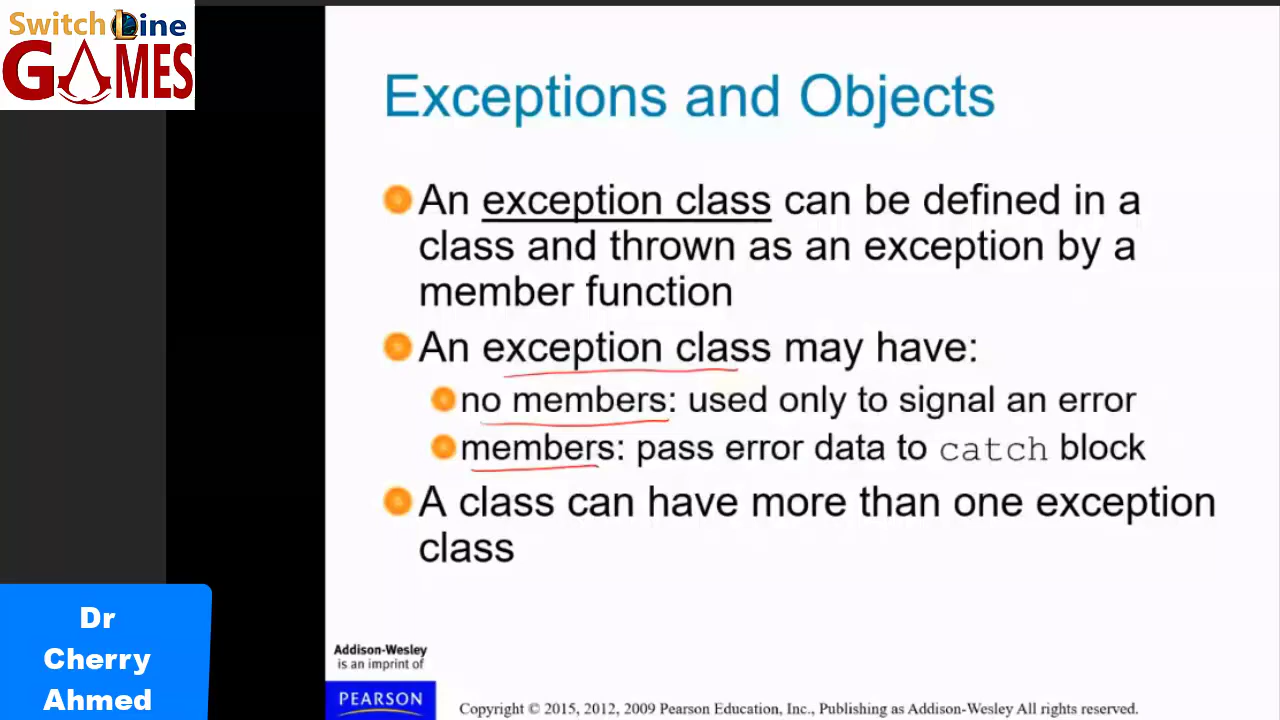 Switch Line
GAMES
Exceptions and Objects
An exception class can be defined in a
class and thrown as an exception by a
member function
An exception class may have:
no members: used only to signal an error
members: pass error data to catch block
A class can have more than one exception
class
Dr
Cherry
Ahmed
Addison-Wesley
is an imprint of
PEARSON
Copyright © 2015, 2012, 2009 Pearson Education, Inc., Publishing as Addison-Wesley All rights reserved.